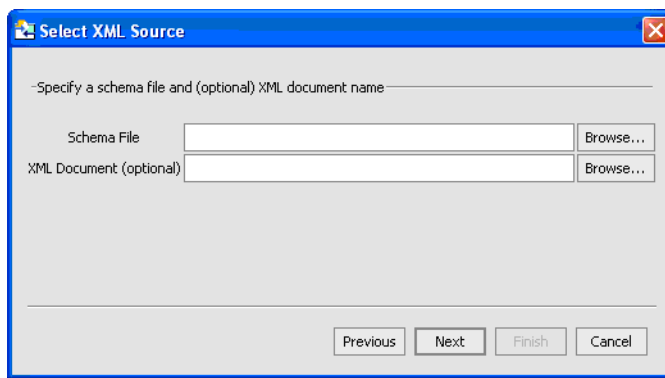 Select XML Source
Specify a schema file and (optional) XML document name
Schema File Browse...
XML Document (optional) Browse...
Previous Next Finish Cancel